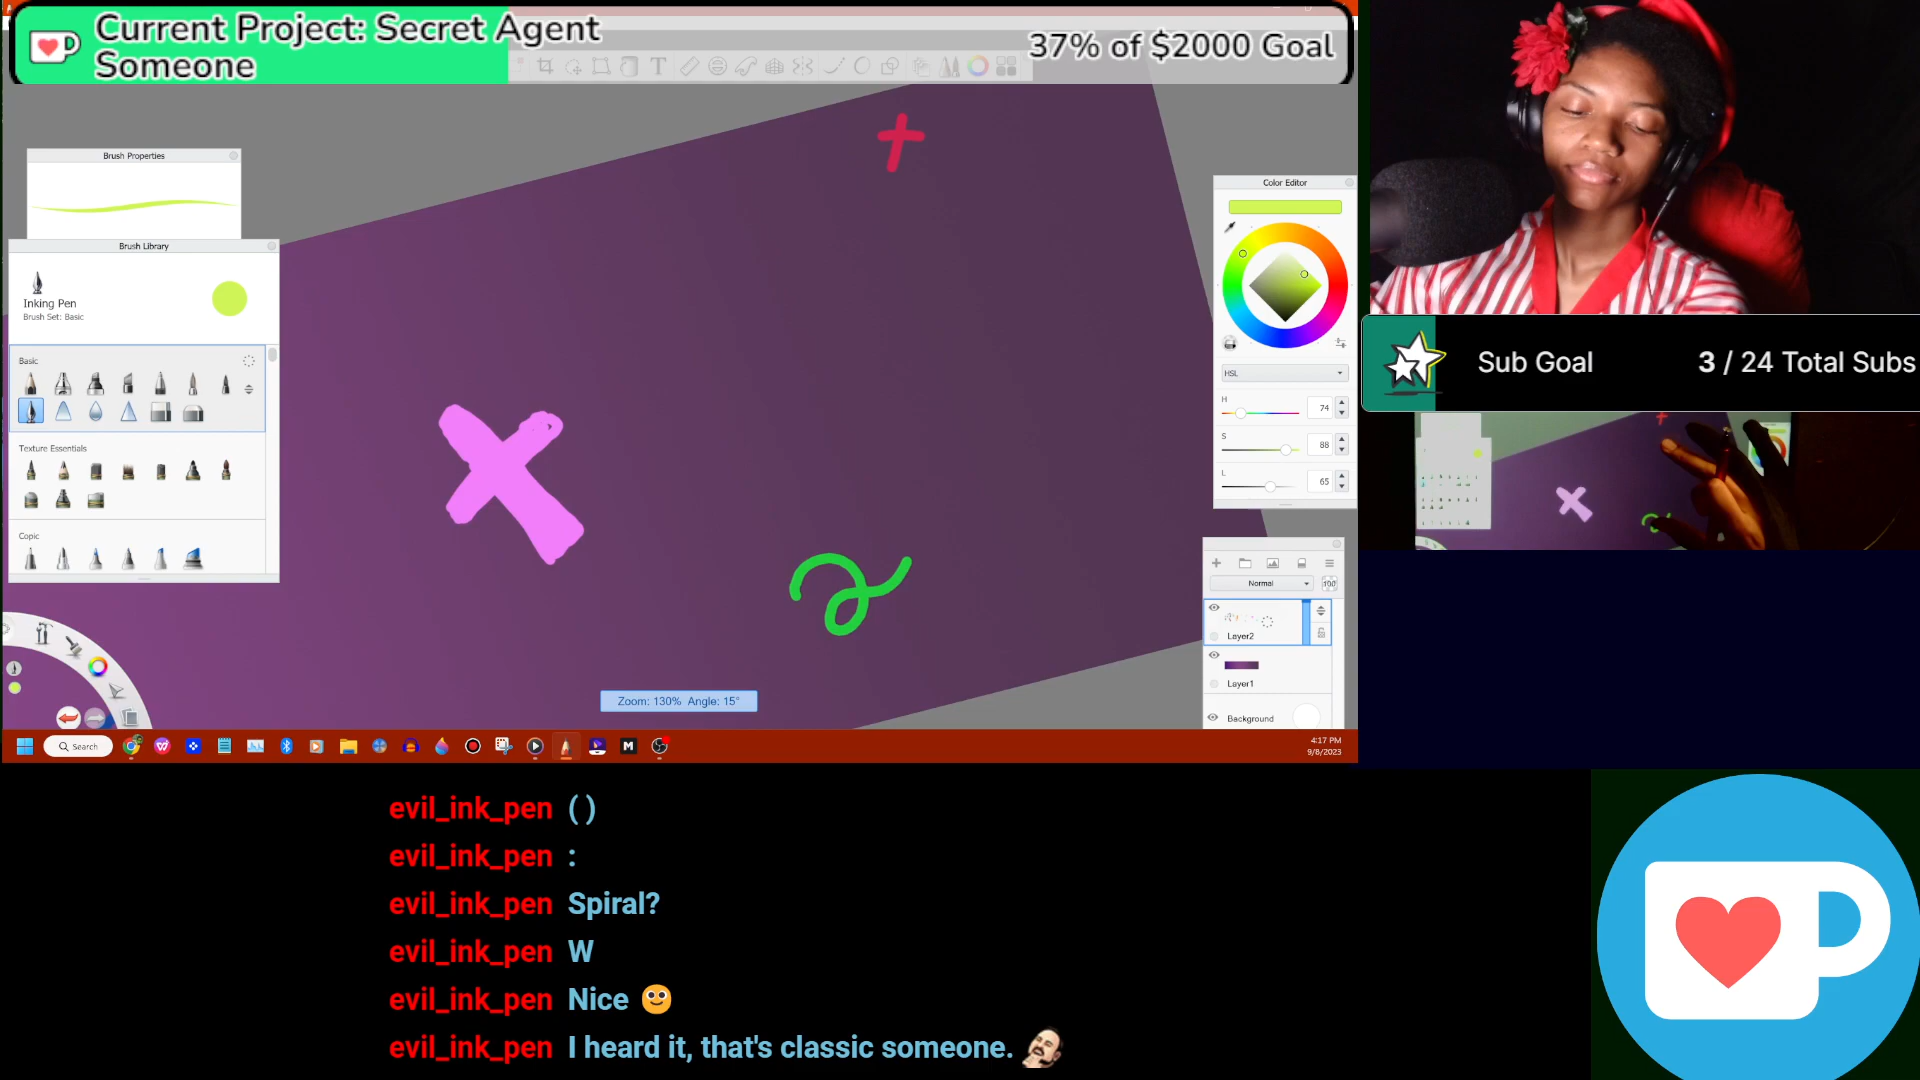 Current Project: Secret Agent
Someone
37% of $2000 Goal
Brush Properties
Brush Library
Inking Pen
Brush Set: Basic
Basic
Texture Essentials
Copic
Color Editor
HSL
H
74
S
88
L
65
Sub Goal
3 / 24 Total Subs
Normal
100
Layer2
Layer1
Background
Zoom: 130% Angle: 15°
Search
4:17 PM
9/8/2023
evil_ink_pen ( )
evil_ink_pen :
evil_ink_pen Spiral?
evil_ink_pen W
evil_ink_pen Nice
evil_ink_pen I heard it, that's classic someone.